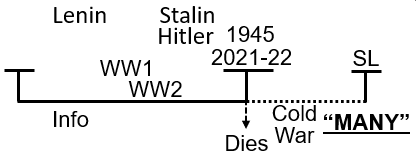 Lenin Stalin
Hitler 1945
WW1 2021-22 SL
WW2
Info Cold War “MANY”
Dies